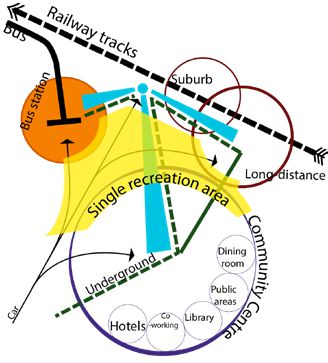 Railway tracks
Bus
Bus station
Suburb
Long-distance
Single recreation area
Community Centre
Underground
Dining
room
Public
areas
Library
Co
-working
Hotels
Car